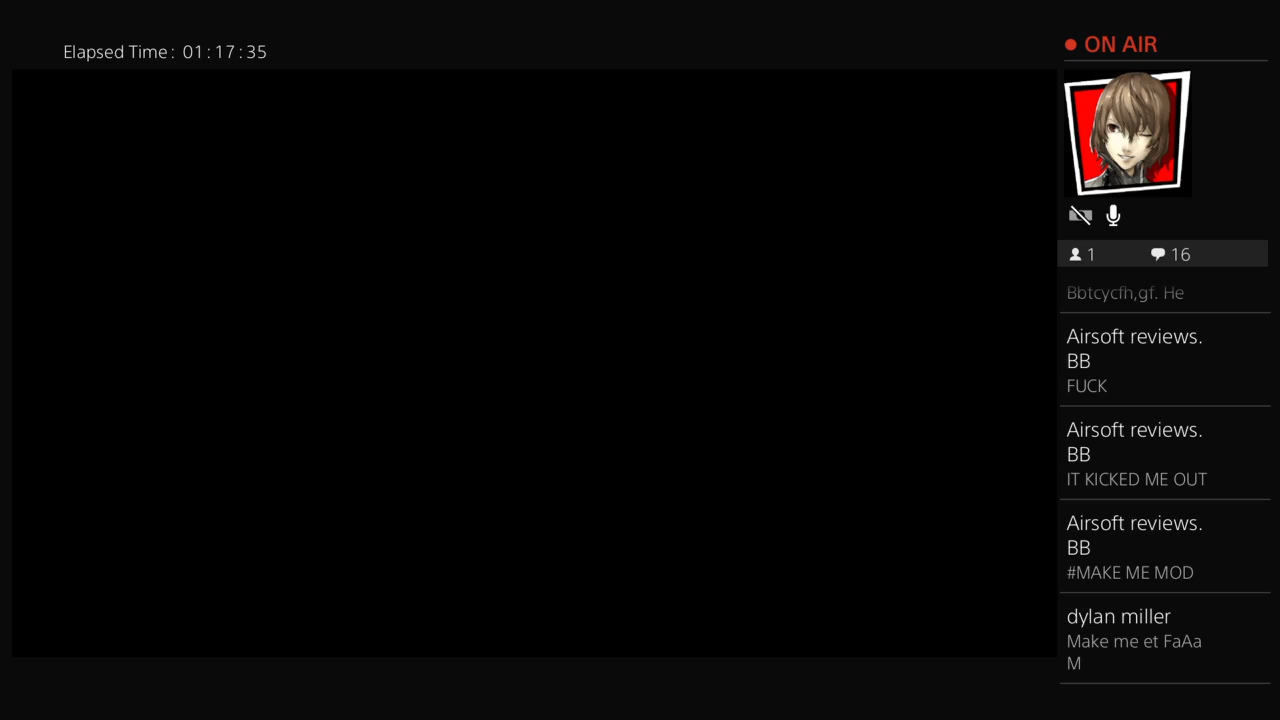 Elapsed Time: 01:17:35
ON AIR
1 16
Bbtcycfh,gf. He
Airsoft reviews.
BB
FUCK
Airsoft reviews.
BB
IT KICKED ME OUT
Airsoft reviews.
BB
#MAKE ME MOD
dylan miller
Make me et FaAa
M